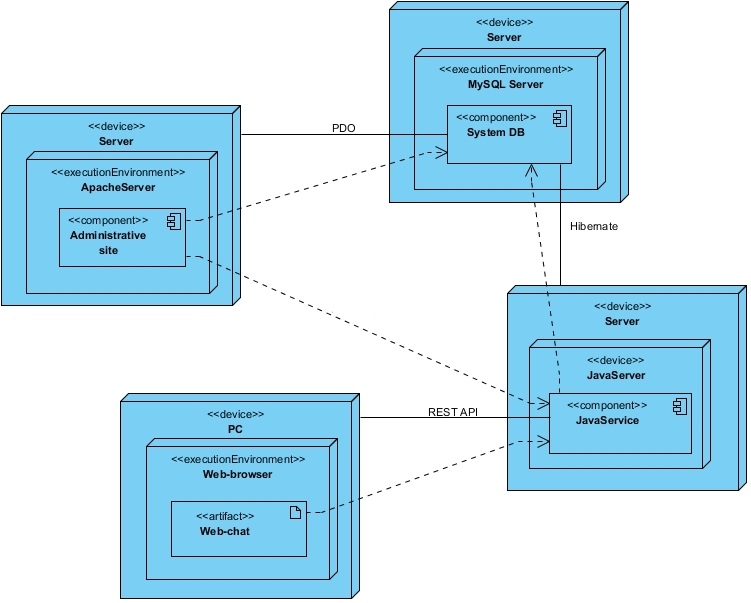 <<device>>
Server
<<executionEnvironment>>
MySQL Server
<<component>>
System DB
<<device>>
Server
<<executionEnvironment>>
ApacheServer
<<component>>
Administrative
site
PDO
Hibernate
<<device>>
Server
<<device>>
JavaServer
<<component>>
JavaService
REST API
<<device>>
PC
<<executionEnvironment>>
Web-browser
<<artifact>>
Web-chat